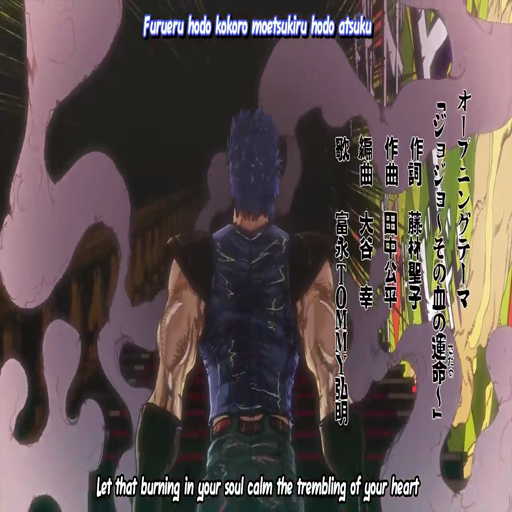 Furueru hodo kokoro moetsukiru hodo atsuku
オープニングテーマ
『ジョジョ～その血の運命～』
さだめ
作詞 藤林聖子
作曲 田中公平
編曲 大谷 幸
歌 富永TOMMY弘明
Let that burning in your soul calm the trembling of your heart